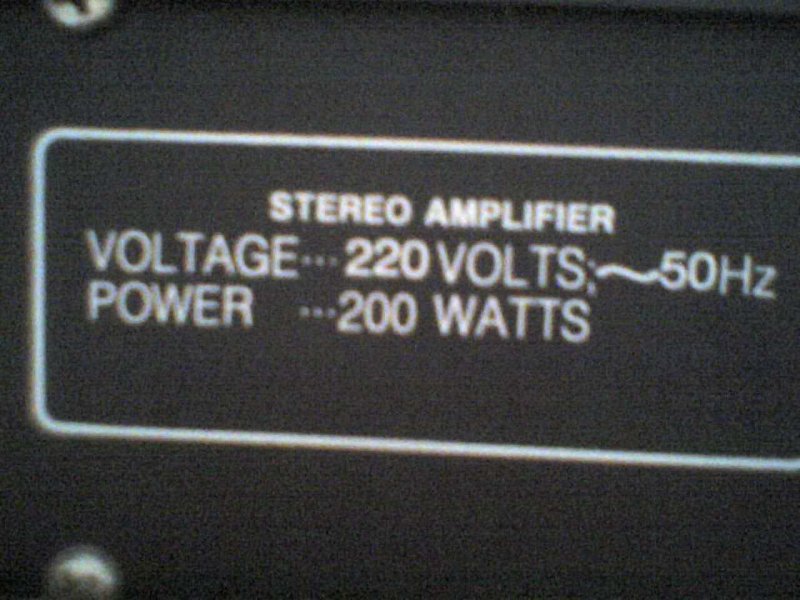 STEREO AMPLIFIER
VOLTAGE···220 VOLTS;~50Hz
POWER ···200 WATTS